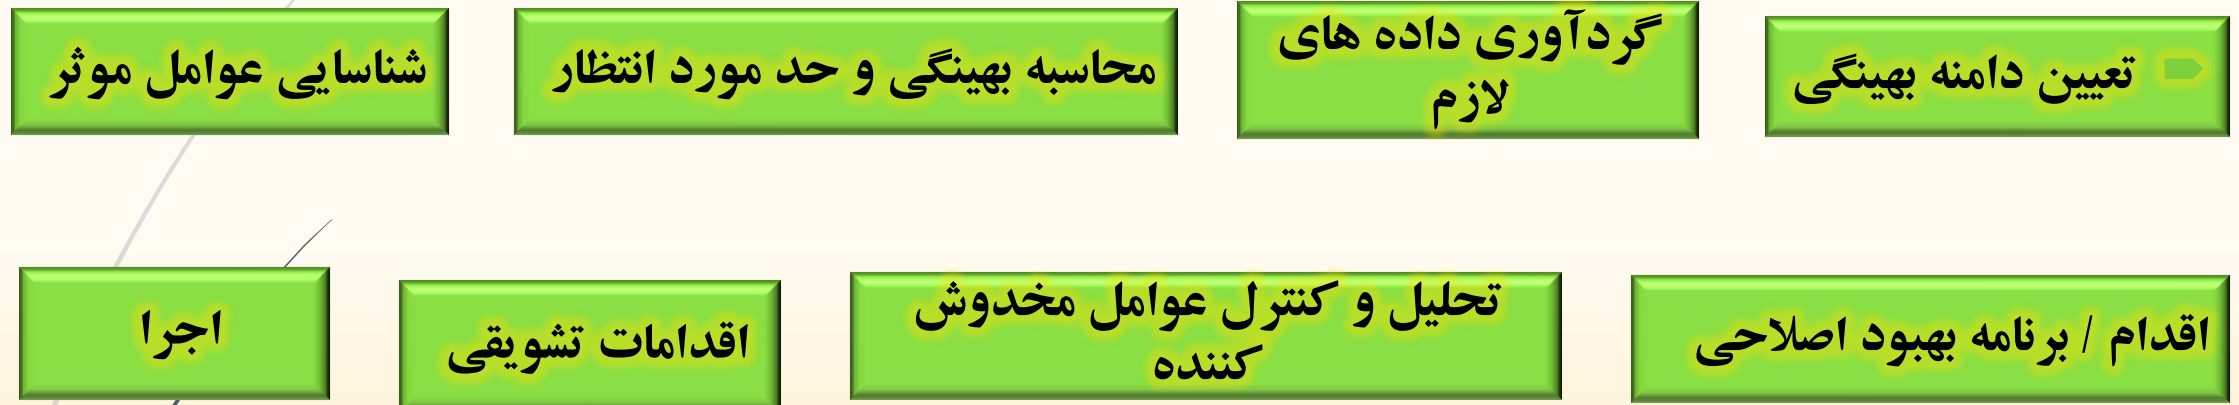 تعیین دامنه بهینگی
گردآوری داده های
لازم
محاسبه بهینگی و حد مورد انتظار
شناسایی عوامل موثر
اقدام / برنامه بهبود اصلاحی
تحلیل و کنترل عوامل مخدوش
کننده
اقدامات تشویقی
اجرا